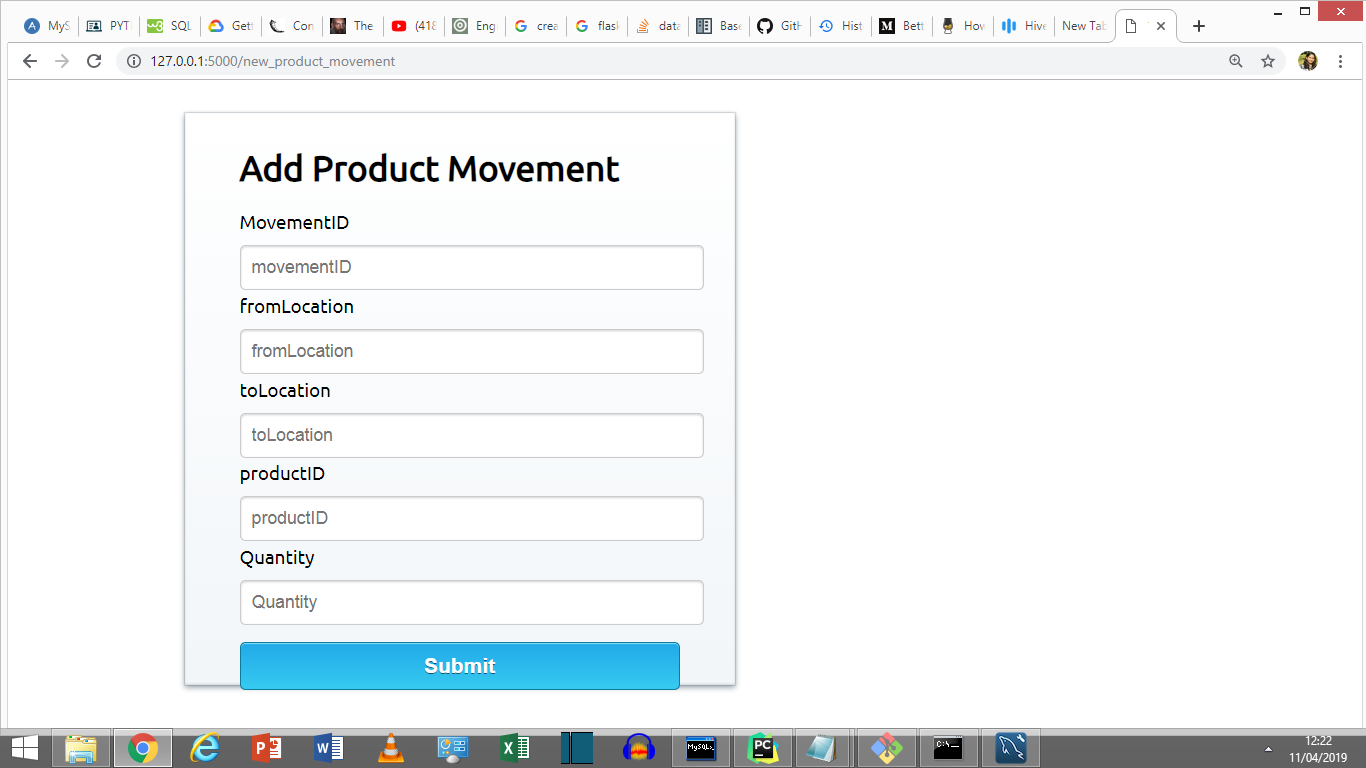 MyS PYT SQL Gett Con The (418 Eng crea flask data Base Gith Hist Bett How Hive New Tab
127.0.0.1:5000/new_product_movement
Add Product Movement
MovementID
movementID
fromLocation
fromLocation
toLocation
toLocation
productID
productID
Quantity
Quantity
Submit
12:22
11/04/2019